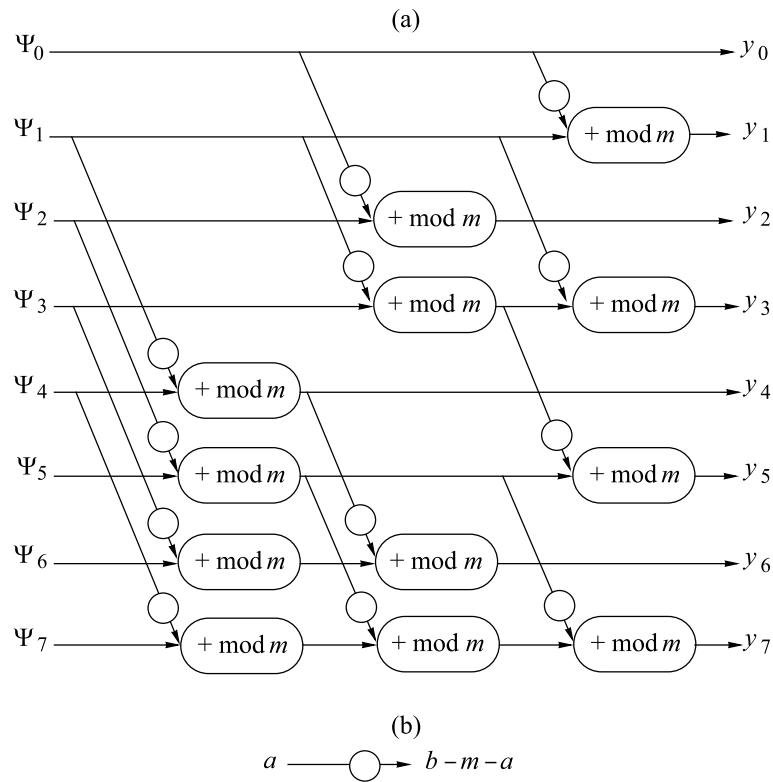 (a)
Ψ0 y0
+ mod m
Ψ1 y1
+ mod m
Ψ2 y2
+ mod m + mod m
Ψ3 y3
+ mod m
Ψ4 y4
+ mod m + mod m
Ψ5 y5
+ mod m + mod m
Ψ6 y6
+ mod m + mod m + mod m
Ψ7 y7
(b)
a b − m − a